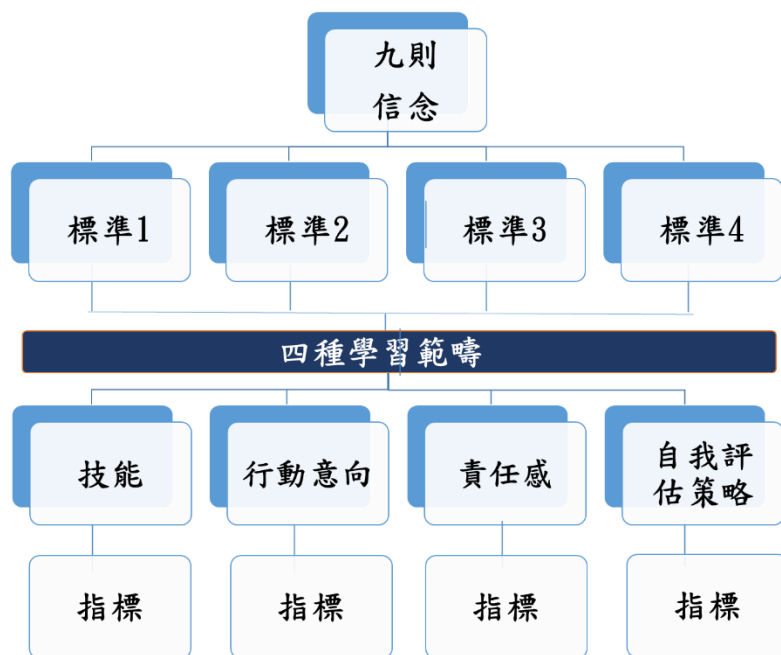 九則
信念
標準1
標準2
標準3
標準4
四種學習範疇
技能
行動意向
責任感
自我評
估策略
指標
指標
指標
指標